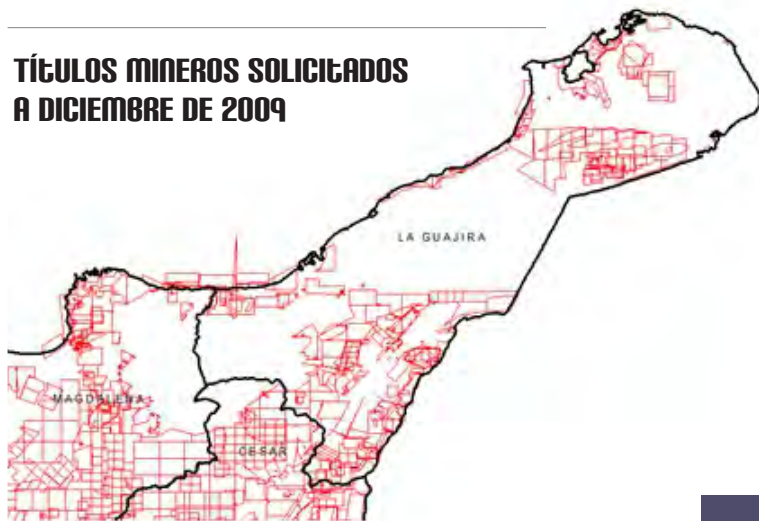 TÍTULOS MINEROS SOLICITADOS
A DICIEMBRE DE 2009
LA GUAJIRA
MAGDALENA
CESAR